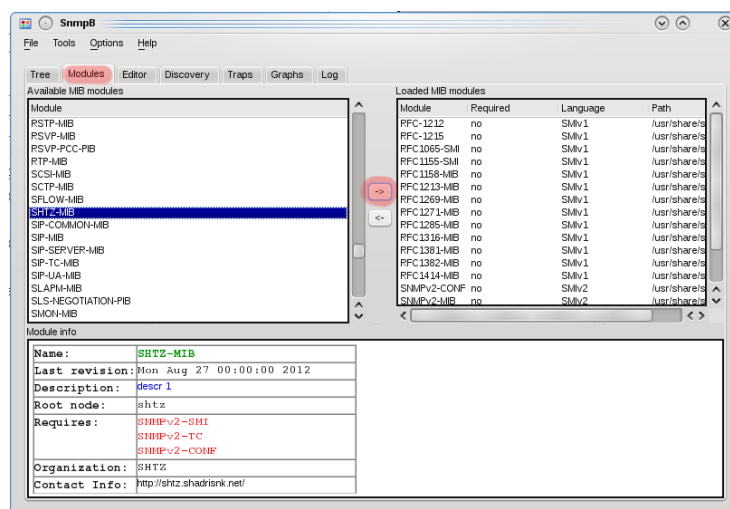 SnmpB
File Tools Options Help
Tree Modules Editor Discovery Traps Graphs Log
Available MIB modules
Module
RSTP-MIB
RSVP-MIB
RSVP-PCC-PIB
RTP-MIB
SCSI-MIB
SCTP-MIB
SFLOW-MIB
SHTZ-MIB
SIP-COMMON-MIB
SIP-MIB
SIP-SERVER-MIB
SIP-TC-MIB
SIP-UA-MIB
SLAPM-MIB
SLS-NEGOTIATION-PIB
SMON-MIB
->
<-
Loaded MIB modules
Module Required Language Path
RFC-1212 no SMIv1 /usr/share/s
RFC-1215 no SMIv1 /usr/share/s
RFC1065-SMI no SMIv1 /usr/share/s
RFC1155-SMI no SMIv1 /usr/share/s
RFC1158-MIB no SMIv1 /usr/share/s
RFC1213-MIB no SMIv1 /usr/share/s
RFC1269-MIB no SMIv1 /usr/share/s
RFC1271-MIB no SMIv1 /usr/share/s
RFC1285-MIB no SMIv1 /usr/share/s
RFC1316-MIB no SMIv1 /usr/share/s
RFC1381-MIB no SMIv1 /usr/share/s
RFC1382-MIB no SMIv1 /usr/share/s
RFC1414-MIB no SMIv1 /usr/share/s
SNMPv2-CONF no SMIv2 /usr/share/s
SNMPv2-MIB no SMIv2 /usr/share/s
Module info
Name: SHTZ-MIB
Last revision: Mon Aug 27 00:00:00 2012
Description: descr 1
Root node: shtz
Requires: SNMPv2-SMI
SNMPv2-TC
SNMPv2-CONF
Organization: SHTZ
Contact Info: http://shtz.shadrisnk.net/